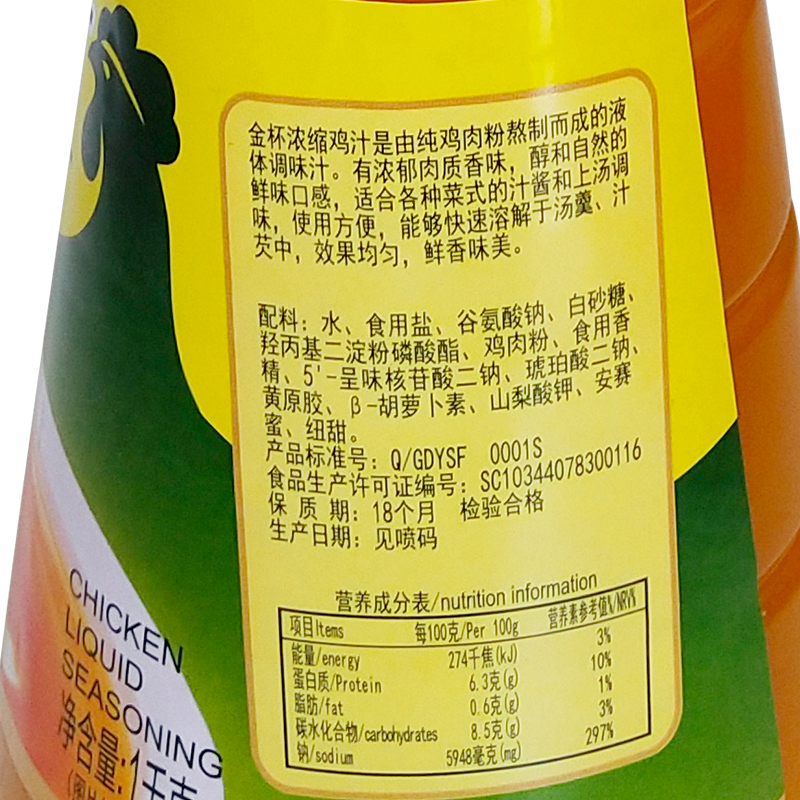 金杯浓缩鸡汁是由纯鸡肉粉熬制而成的液
体调味汁。有浓郁肉质香味，醇和自然的
鲜味口感，适合各种菜式的汁酱和上汤调
味，使用方便，能够快速溶解于汤羹、汁
芡中，效果均匀，鲜香味美。
配料：水、食用盐、谷氨酸钠、白砂糖、
羟丙基二淀粉磷酸酯、鸡肉粉、食用香
精、5'-呈味核苷酸二钠、琥珀酸二钠、
黄原胶、β-胡萝卜素、山梨酸钾、安赛
蜜、纽甜。
产品标准号：Q/GDYSF 0001S
食品生产许可证编号：SC10344078300116
保 质 期：18个月 检验合格
生产日期：见喷码
营养成分表/nutrition information
项目Items 每100克/Per 100g 营养素参考值%/NRV%
能量/energy 274千焦(kJ) 3%
蛋白质/Protein 6.3克(g) 10%
脂肪/fat 0.6克(g) 1%
碳水化合物/carbohydrates 8.5克(g) 3%
钠/sodium 5948毫克(mg) 297%
CHICKEN
LIQUID
SEASONING
净含量:1千克